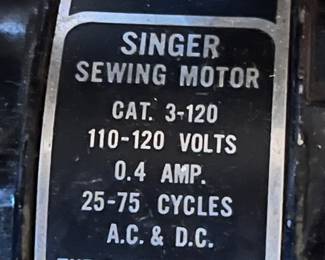 SINGER
SEWING MOTOR
CAT. 3-120
110-120 VOLTS
0.4 AMP.
25-75 CYCLES
A.C. & D.C.